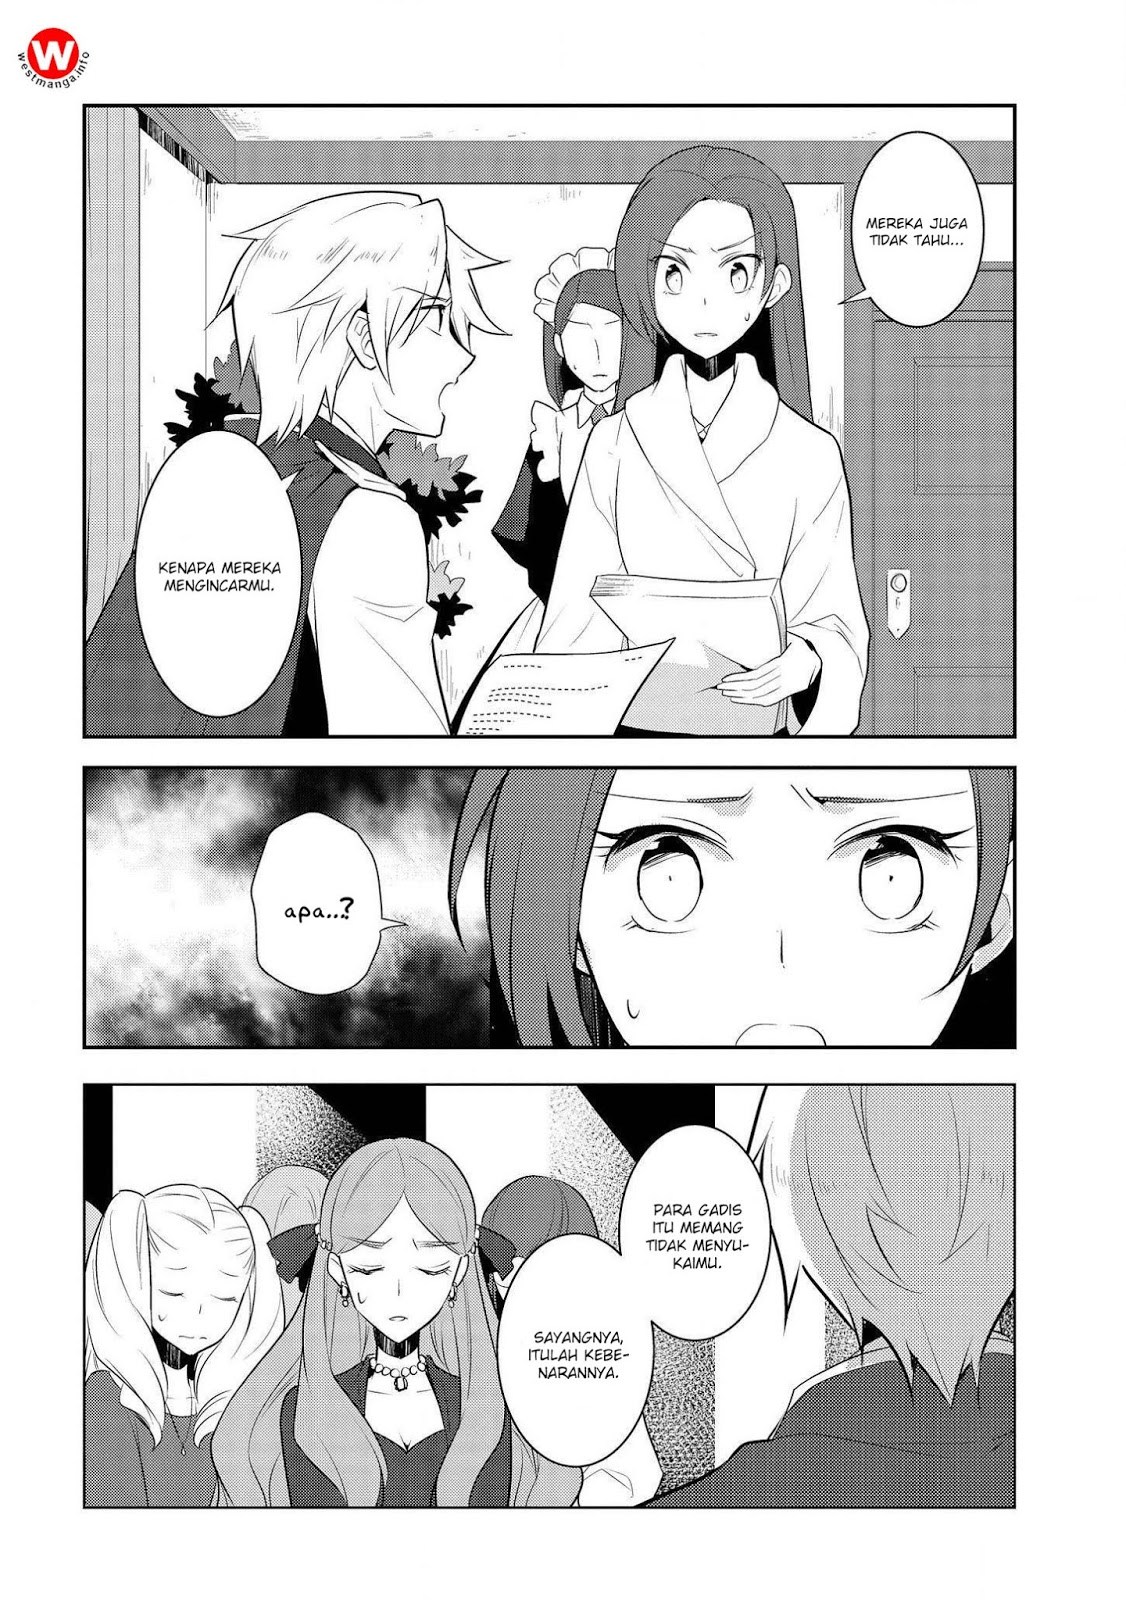 W
westmanga.info
MEREKA JUGA
TIDAK TAHU...
KENAPA MEREKA
MENGINCARMU.
apa...?
PARA GADIS
ITU MEMANG
TIDAK MENYU-
KAIMU.
SAYANGNYA,
ITULAH KEBE-
NARANNYA.